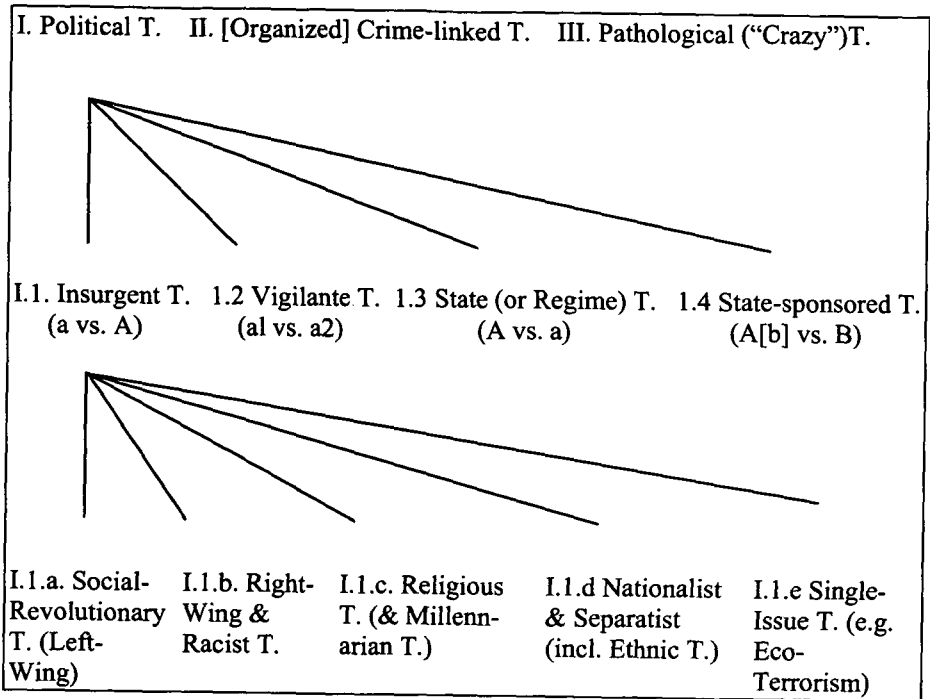 I. Political T. II. [Organized] Crime-linked T. III. Pathological (“Crazy”)T.
I.1. Insurgent T. 1.2 Vigilante T. 1.3 State (or Regime) T. 1.4 State-sponsored T.
(a vs. A) (al vs. a2) (A vs. a) (A[b] vs. B)
I.1.a. Social-
Revolutionary
T. (Left-
Wing)
I.1.b. Right-
Wing &
Racist T.
I.1.c. Religious
T. (& Millenn-
arian T.)
I.1.d Nationalist
& Separatist
(incl. Ethnic T.)
I.1.e Single-
Issue T. (e.g.
Eco-
Terrorism)